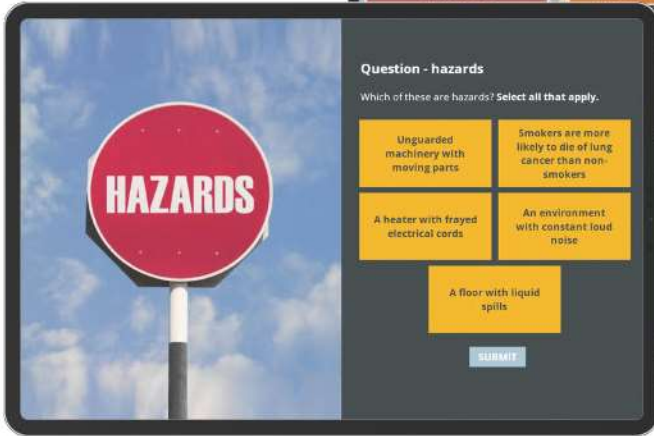 HAZARDS
Question - hazards
Which of these are hazards? Select all that apply.
Unguarded
machinery with
moving parts
Smokers are more
likely to die of lung
cancer than non-
smokers
A heater with frayed
electrical cords
An environment
with constant loud
noise
A floor with liquid
spills
SUBMIT